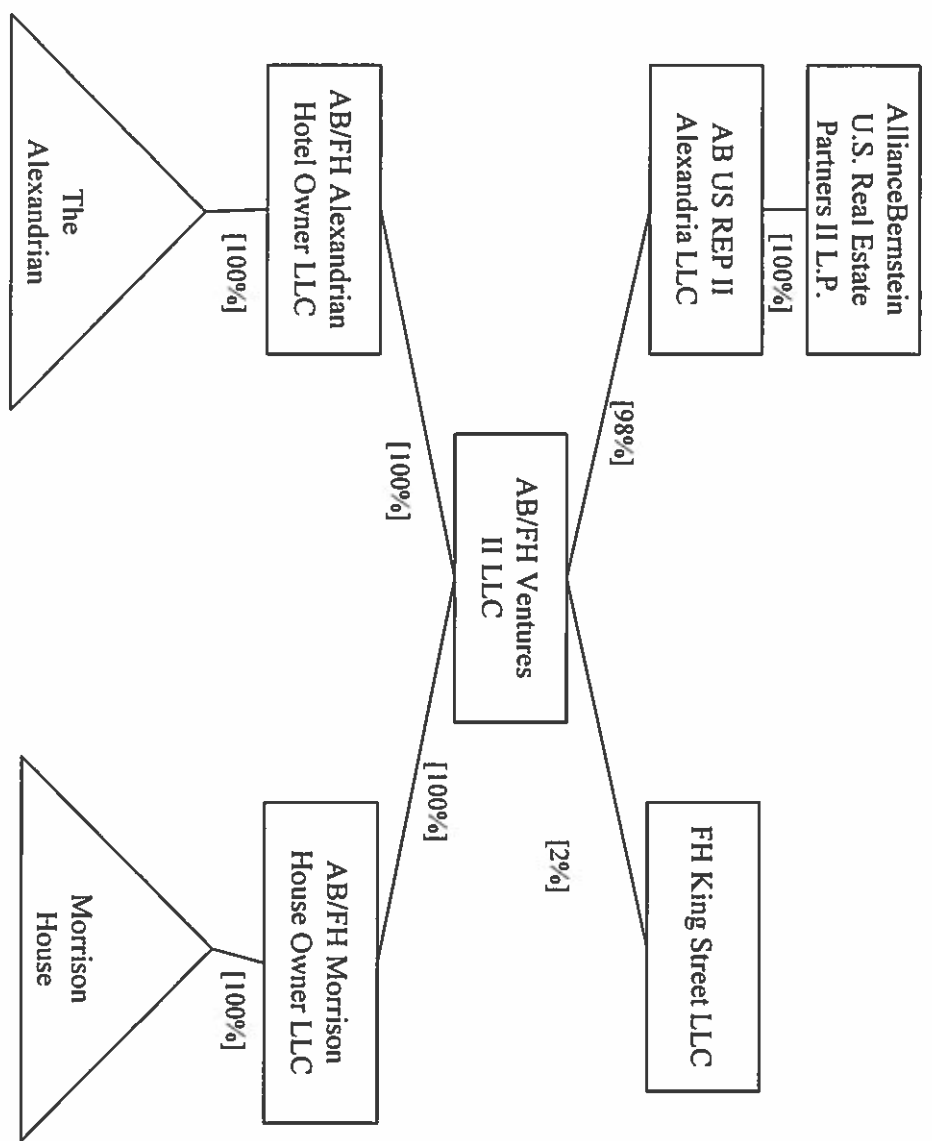 AllianceBernstein
U.S. Real Estate
Partners II L.P.
[100%]
AB US REP II
Alexandria LLC
FH King Street LLC
[98%]
[2%]
AB/FH Ventures
II LLC
[100%]
[100%]
AB/FH Alexandrian
Hotel Owner LLC
AB/FH Morrison
House Owner LLC
[100%]
[100%]
The
Alexandrian
Morrison
House